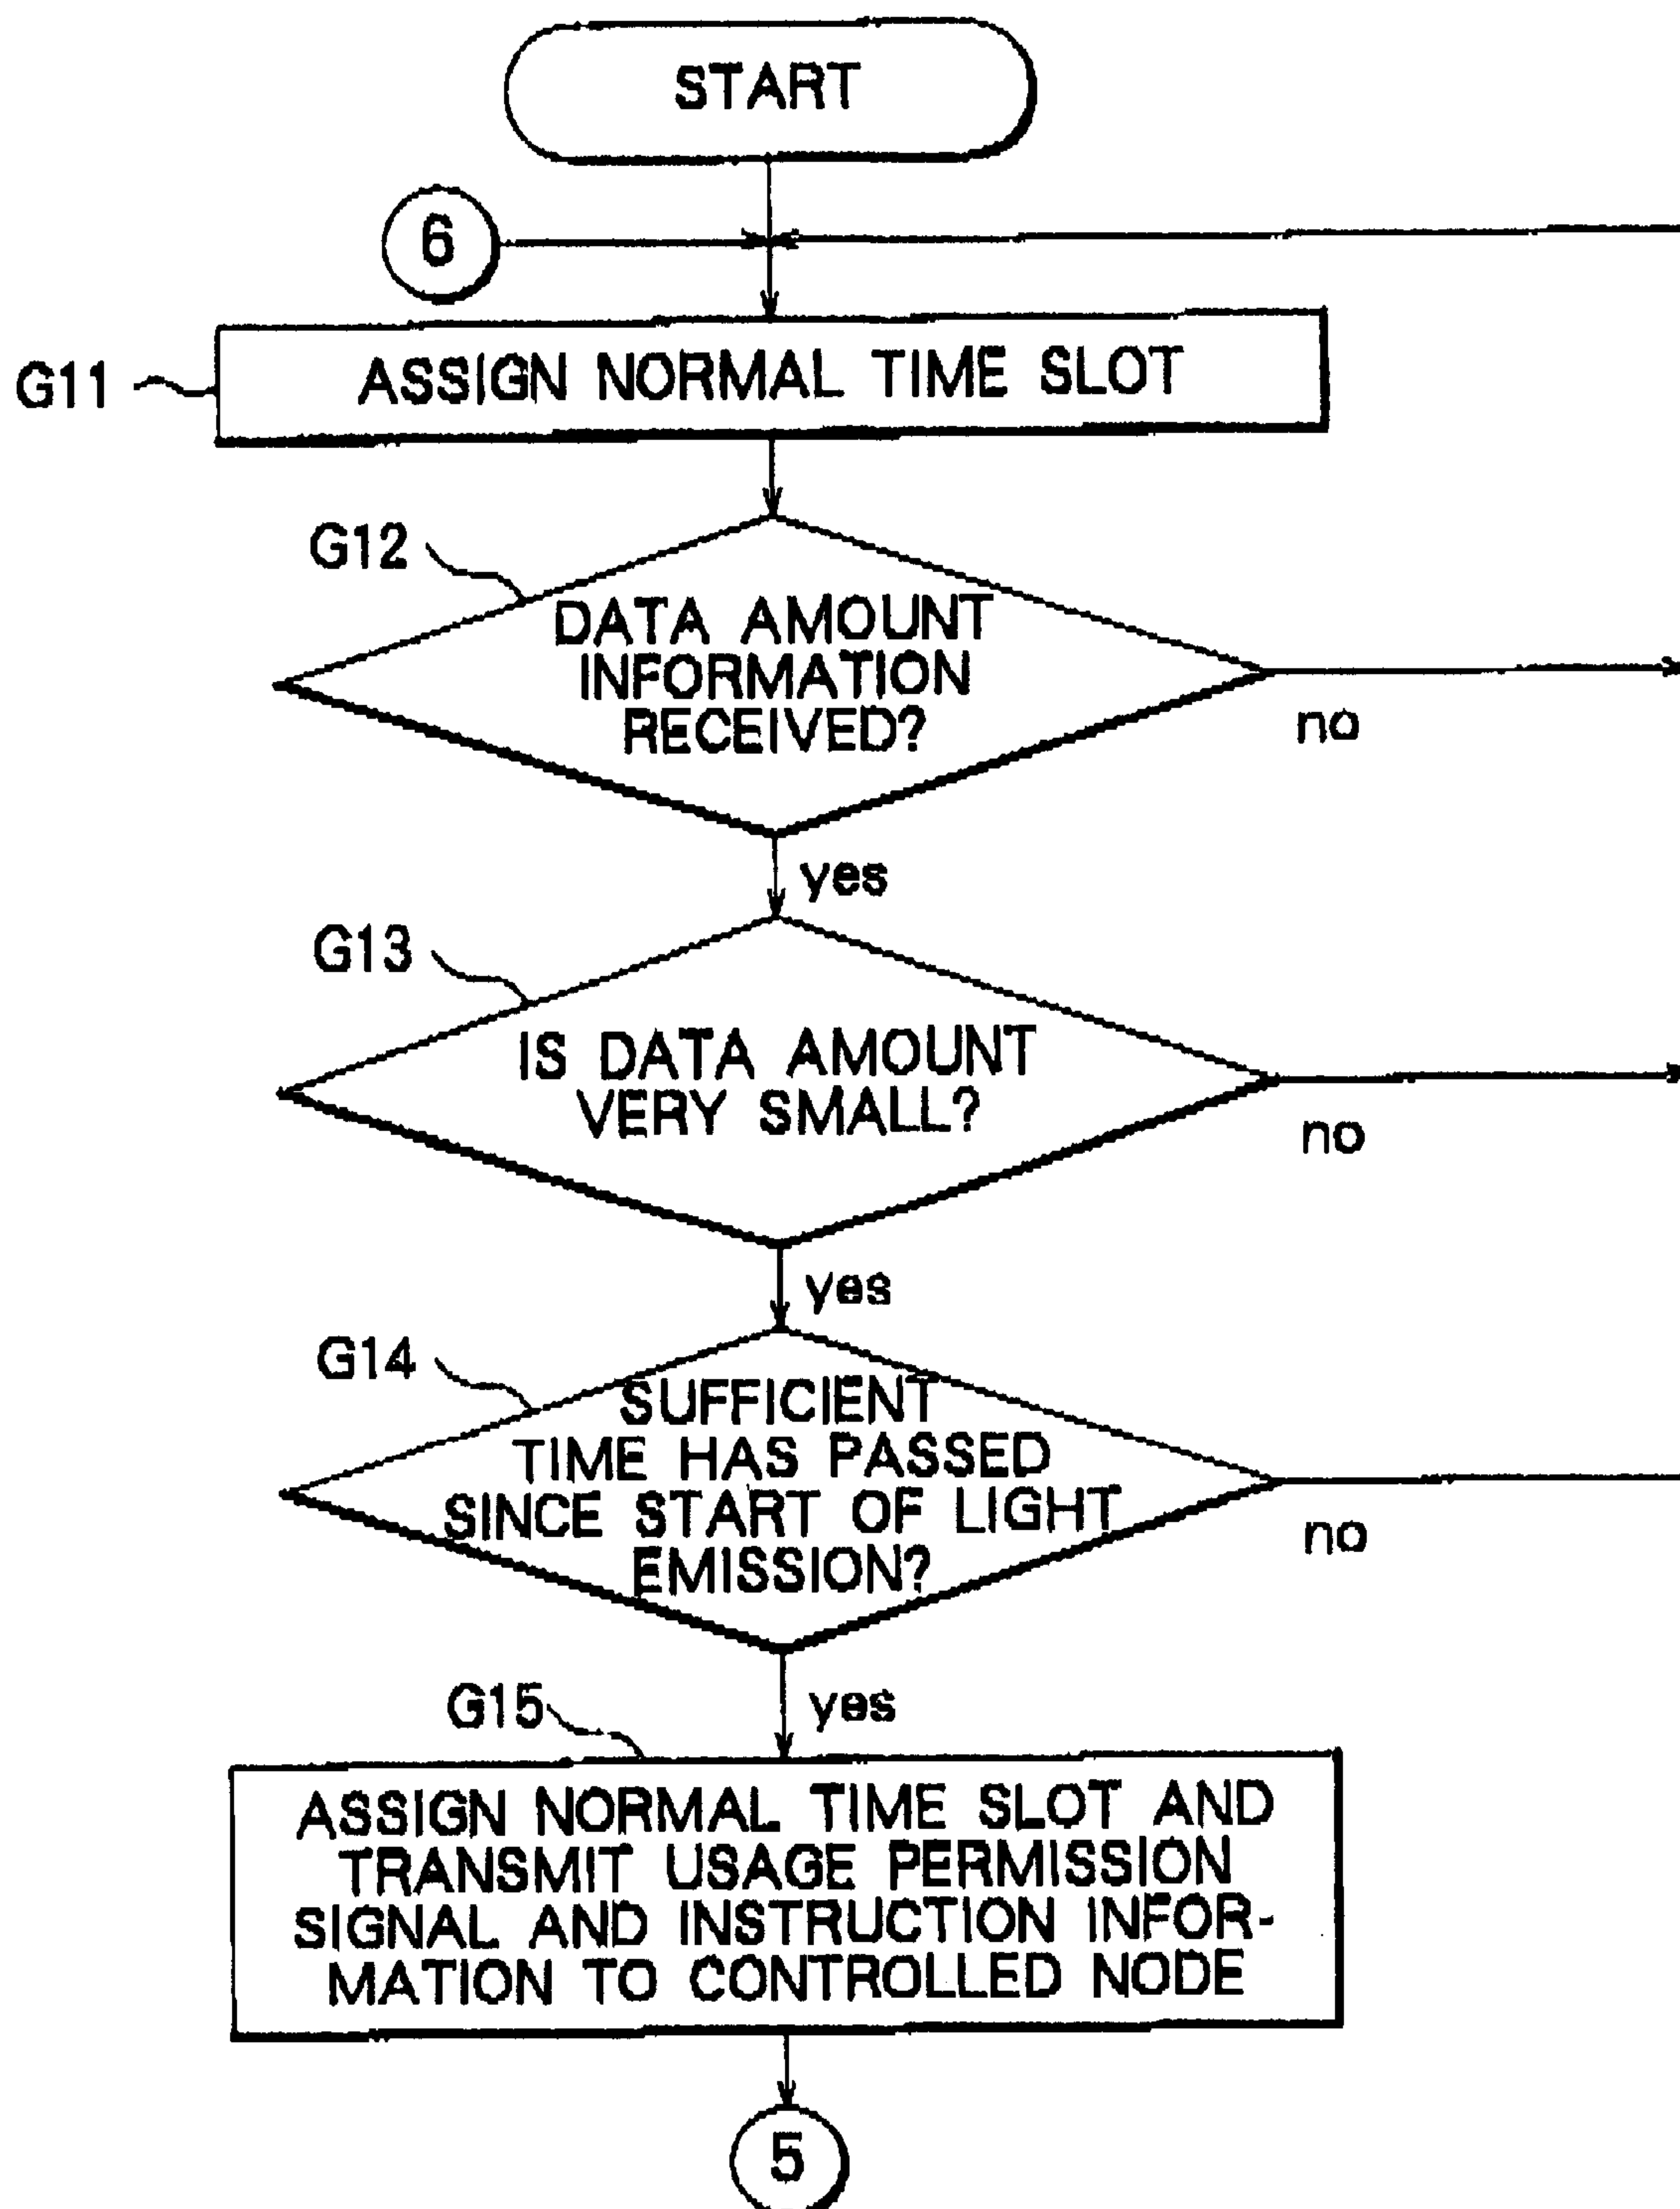 START
6
G11
ASSIGN NORMAL TIME SLOT
G12
DATA AMOUNT
INFORMATION
RECEIVED?
no
yes
G13
IS DATA AMOUNT
VERY SMALL?
no
yes
G14
SUFFICIENT
TIME HAS PASSED
SINCE START OF LIGHT
EMISSION?
no
yes
G15
ASSIGN NORMAL TIME SLOT AND
TRANSMIT USAGE PERMISSION
SIGNAL AND INSTRUCTION INFOR-
MATION TO CONTROLLED NODE
5